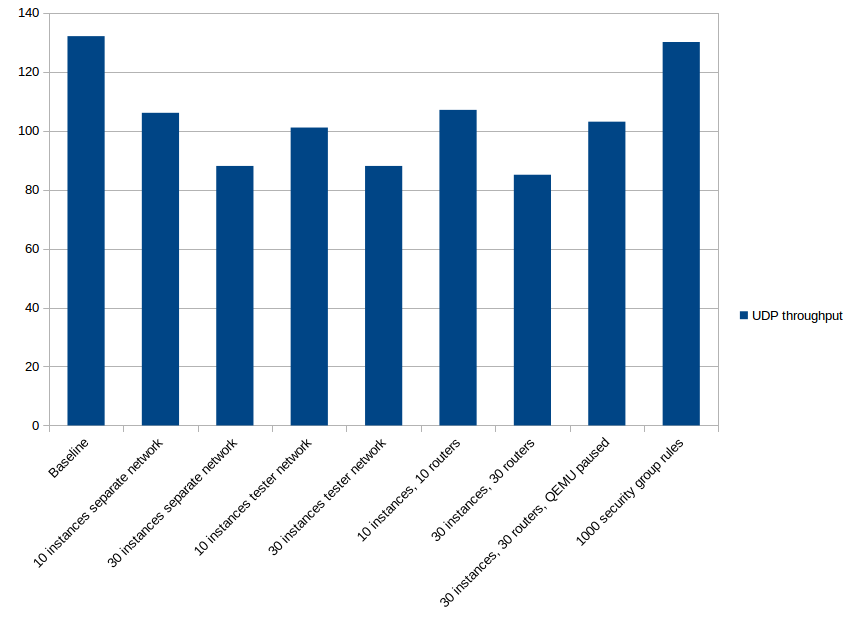 140
120
100
80
60
40
20
0
Baseline
10 instances separate network
30 instances separate network
10 instances tester network
30 instances tester network
10 instances, 10 routers
30 instances, 30 routers
30 instances, 30 routers, QEMU paused
1000 security group rules
UDP throughput